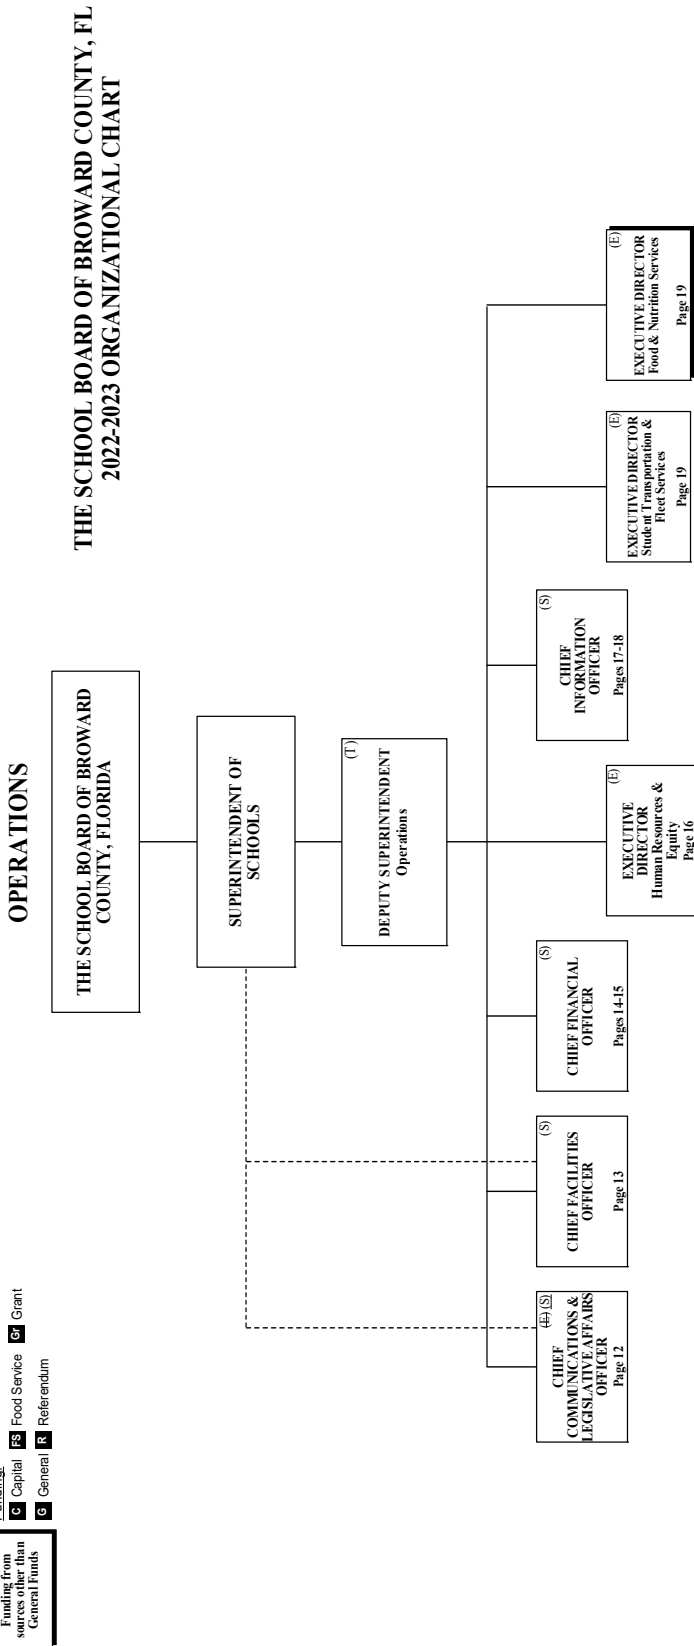 Funding from
sources other than
General Funds
C Capital FS Food Service Gr Grant
G General R Referendum
OPERATIONS
THE SCHOOL BOARD OF BROWARD COUNTY, FL
2022-2023 ORGANIZATIONAL CHART
THE SCHOOL BOARD OF BROWARD
COUNTY, FLORIDA
SUPERINTENDENT OF
SCHOOLS
(T)
DEPUTY SUPERINTENDENT
Operations
(E) (S)
CHIEF
COMMUNICATIONS &
LEGISLATIVE AFFAIRS
OFFICER
Page 12
(S)
CHIEF FACILITIES
OFFICER
Page 13
(S)
CHIEF FINANCIAL
OFFICER
Pages 14-15
(E)
EXECUTIVE
DIRECTOR
Human Resources &
Equity
Page 16
(S)
CHIEF
INFORMATION
OFFICER
Pages 17-18
(E)
EXECUTIVE DIRECTOR
Student Transportation &
Fleet Services
Page 19
(E)
EXECUTIVE DIRECTOR
Food & Nutrition Services
Page 19